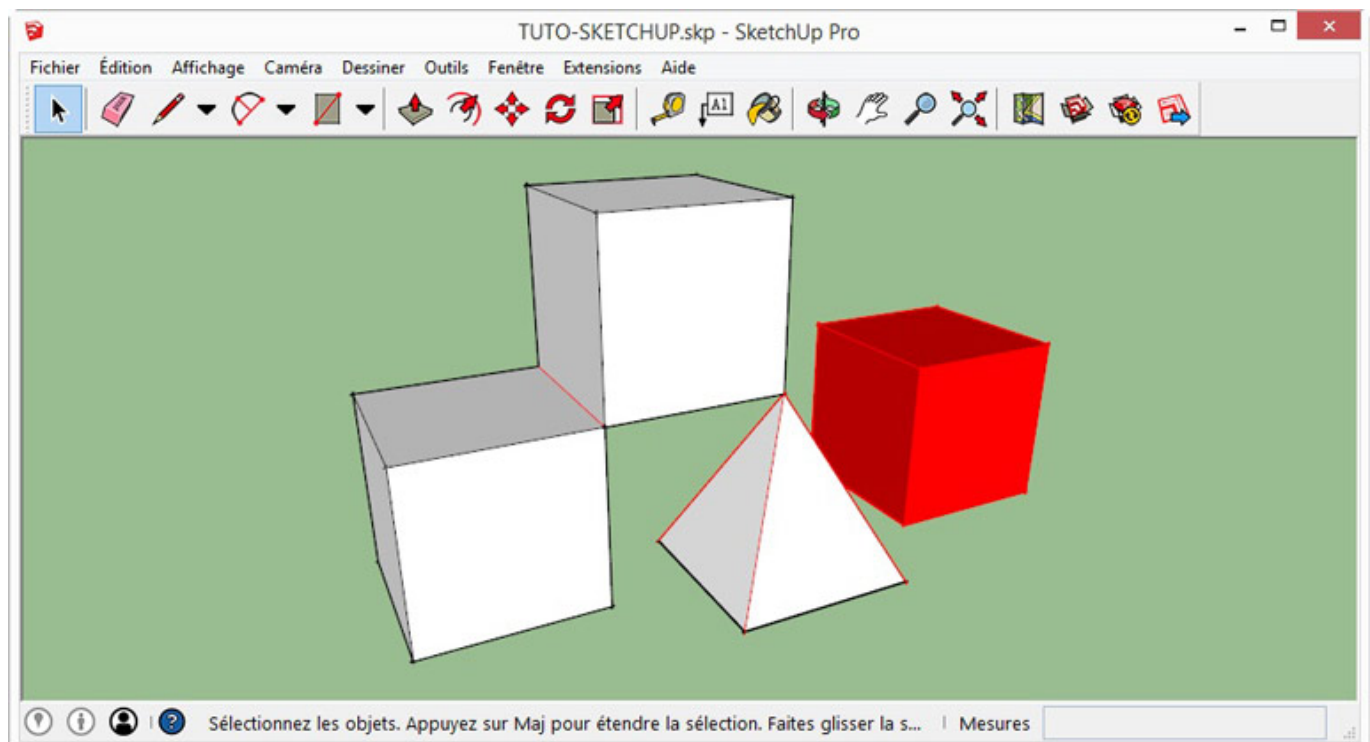 TUTO-SKETCHUP.skp - SketchUp Pro
Fichier Édition Affichage Caméra Dessiner Outils Fenêtre Extensions Aide
A1
Sélectionnez les objets. Appuyez sur Maj pour étendre la sélection. Faites glisser la s... Mesures